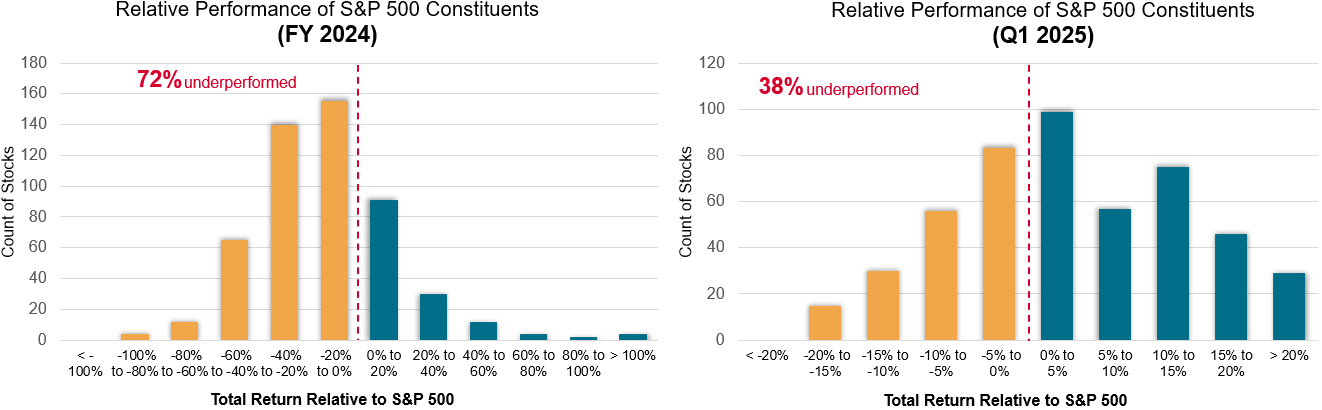 Relative Performance of S&P 500 Constituents
(FY 2024)
180
160
140
120
100
80
60
40
20
0
Count of Stocks
72% underperformed
< - -100% -80% -60% -40% -20% 0% to 20% to 40% to 60% to 80% to > 100%
100% to -80% to -60% to -40% to -20% to 0% 20% 40% 60% 80% 100%
Total Return Relative to S&P 500
Relative Performance of S&P 500 Constituents
(Q1 2025)
120
100
80
60
40
20
0
Count of Stocks
38% underperformed
< -20% -20% to -15% to -10% to -5% to 0% to 5% to 10% to 15% to > 20%
-15% -10% -5% 0% 5% 10% 15% 20%
Total Return Relative to S&P 500